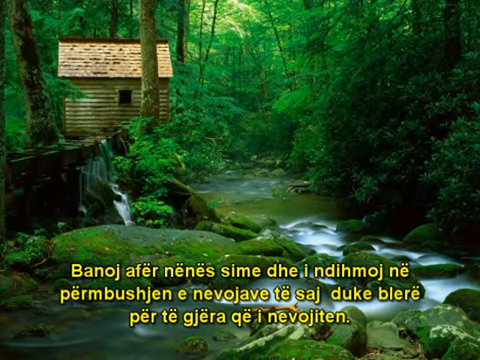 Banoj afër nënës sime dhe i ndihmoj në
përmbushjen e nevojave të saj  duke blerë
për të gjëra që i nevojiten.